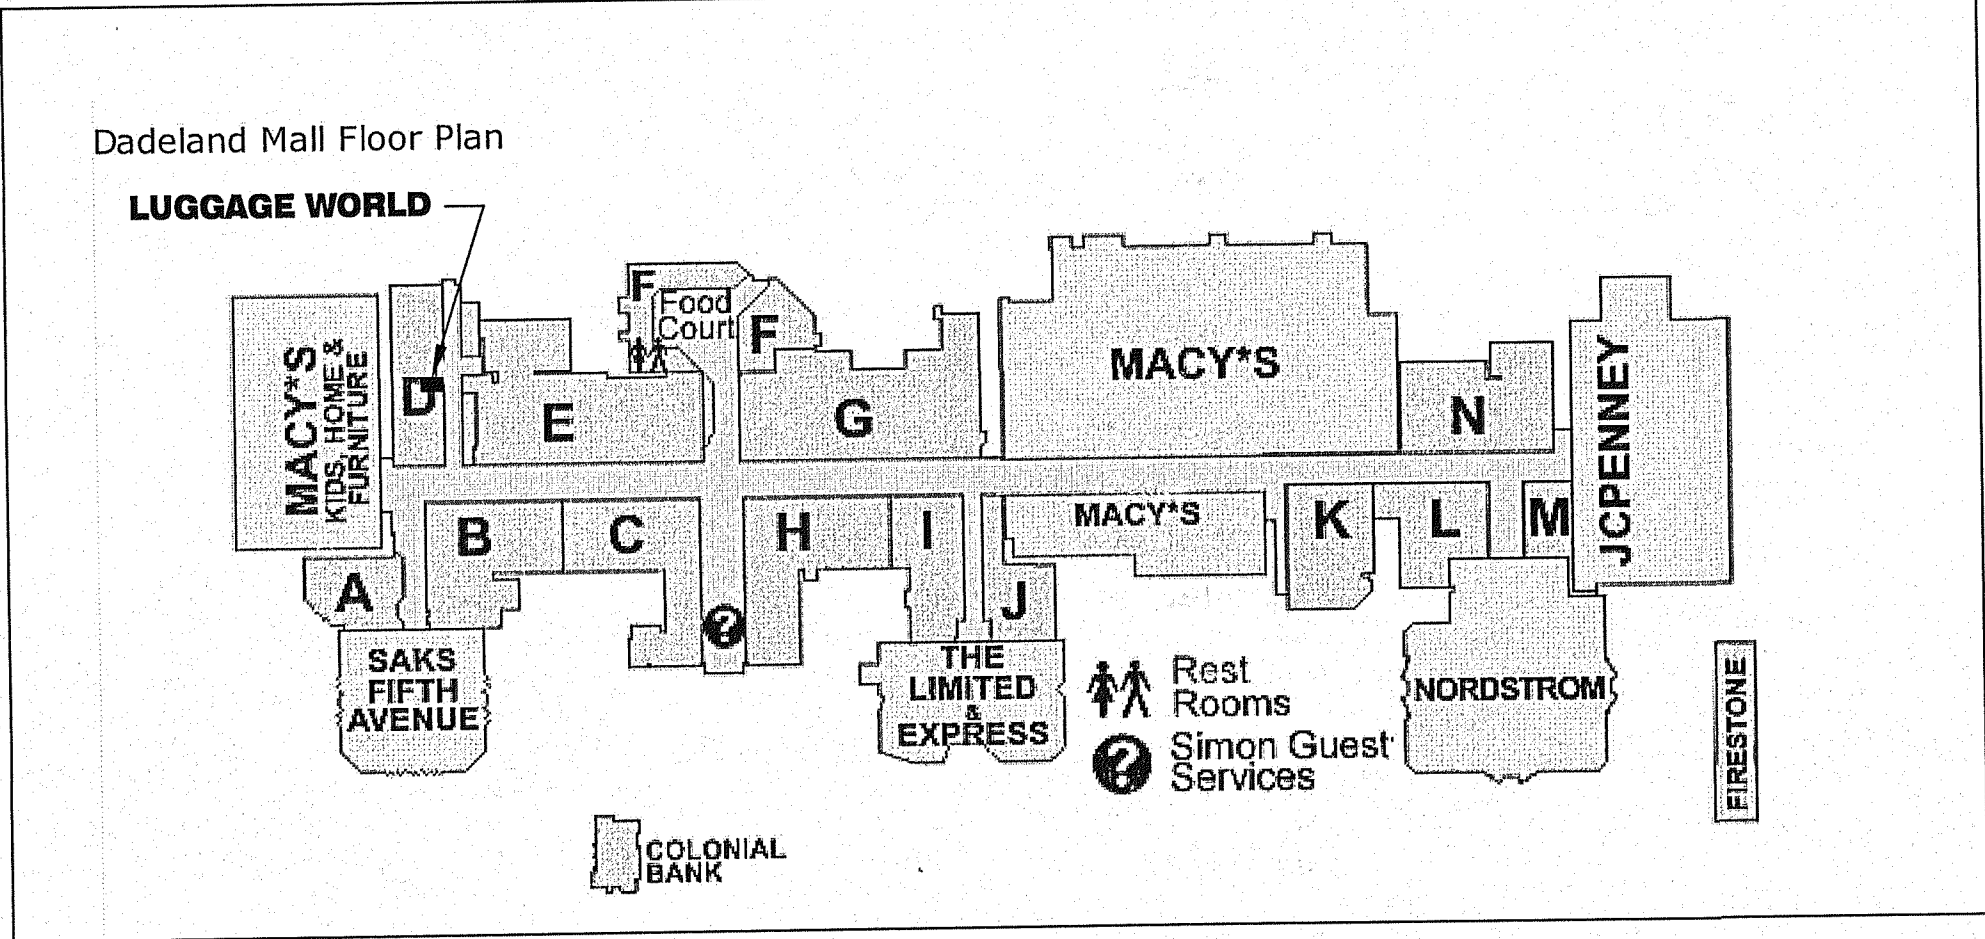 Dadeland Mall Floor Plan
LUGGAGE WORLD
F
Food
Court
F
MACY*S
KIDS, HOME &
FURNITURE
D
E
G
MACY*S
N
JCPENNEY
A
B
C
H
I
J
MACY*S
K
L
M
?
SAKS
FIFTH
AVENUE
THE
LIMITED
&
EXPRESS
Rest
Rooms
?
Simon Guest
Services
NORDSTROM
FIRESTONE
COLONIAL
BANK